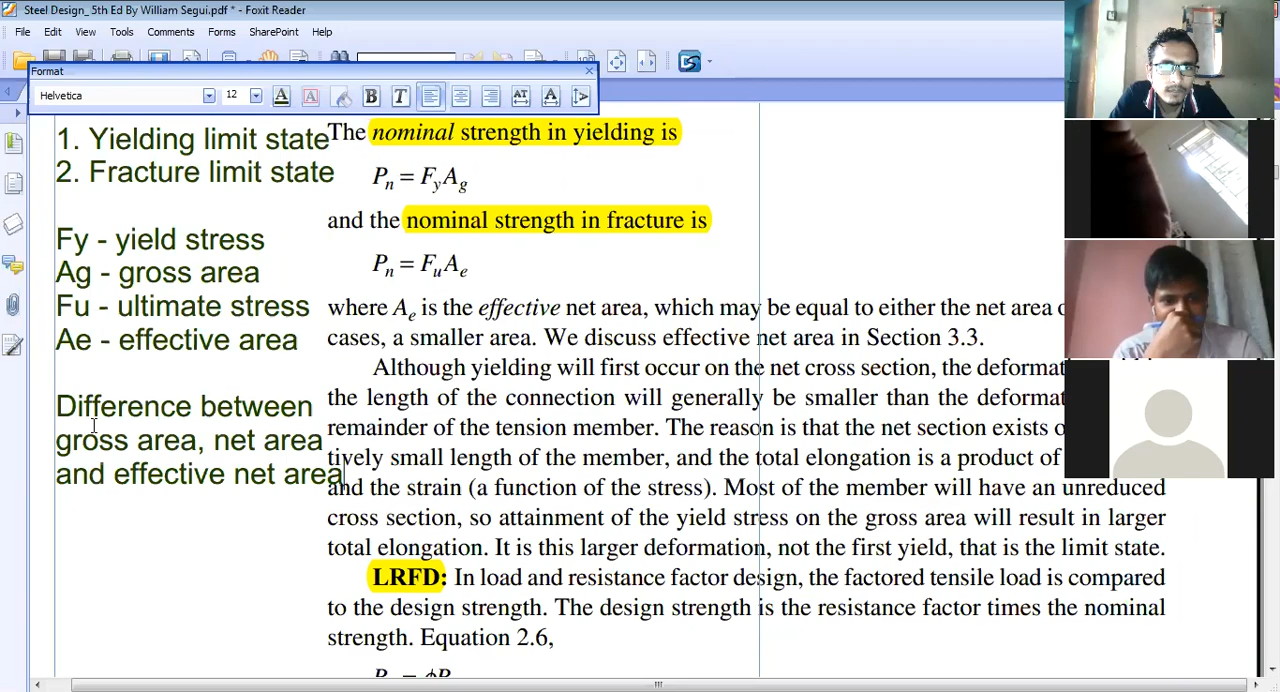 Steel Design_ 5th Ed By William Segui.pdf * - Foxit Reader
File Edit View Tools Comments Forms SharePoint Help
Format
Helvetica 12
1. Yielding limit state
2. Fracture limit state
Fy - yield stress
Ag - gross area
Fu - ultimate stress
Ae - effective area
Difference between
gross area, net area
and effective net area
The nominal strength in yielding is
Pn = FyAg
and the nominal strength in fracture is
Pn = FuAe
where Ae is the effective net area, which may be equal to either the net area
cases, a smaller area. We discuss effective net area in Section 3.3.
Although yielding will first occur on the net cross section, the deformat
the length of the connection will generally be smaller than the deformat
remainder of the tension member. The reason is that the net section exists o
tively small length of the member, and the total elongation is a product of
and the strain (a function of the stress). Most of the member will have an unreduced
cross section, so attainment of the yield stress on the gross area will result in larger
total elongation. It is this larger deformation, not the first yield, that is the limit state.
LRFD: In load and resistance factor design, the factored tensile load is compared
to the design strength. The design strength is the resistance factor times the nominal
strength. Equation 2.6,